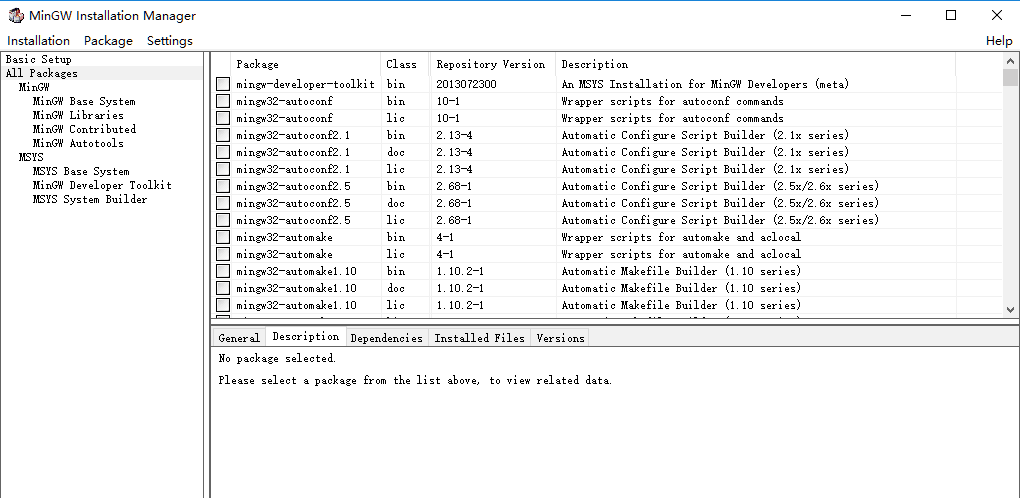 MinGW Installation Manager
Installation Package Settings Help
Basic Setup
All Packages
MinGW
MinGW Base System
MinGW Libraries
MinGW Contributed
MinGW Autotools
MSYS
MSYS Base System
MinGW Developer Toolkit
MSYS System Builder
Package Class Repository Version Description
mingw-developer-toolkit bin 2013072300 An MSYS Installation for MinGW Developers (meta)
mingw32-autoconf bin 10-1 Wrapper scripts for autoconf commands
mingw32-autoconf lic 10-1 Wrapper scripts for autoconf commands
mingw32-autoconf2.1 bin 2.13-4 Automatic Configure Script Builder (2.1x series)
mingw32-autoconf2.1 doc 2.13-4 Automatic Configure Script Builder (2.1x series)
mingw32-autoconf2.1 lic 2.13-4 Automatic Configure Script Builder (2.1x series)
mingw32-autoconf2.5 bin 2.68-1 Automatic Configure Script Builder (2.5x/2.6x series)
mingw32-autoconf2.5 doc 2.68-1 Automatic Configure Script Builder (2.5x/2.6x series)
mingw32-autoconf2.5 lic 2.68-1 Automatic Configure Script Builder (2.5x/2.6x series)
mingw32-automake bin 4-1 Wrapper scripts for automake and aclocal
mingw32-automake lic 4-1 Wrapper scripts for automake and aclocal
mingw32-automake1.10 bin 1.10.2-1 Automatic Makefile Builder (1.10 series)
mingw32-automake1.10 doc 1.10.2-1 Automatic Makefile Builder (1.10 series)
mingw32-automake1.10 lic 1.10.2-1 Automatic Makefile Builder (1.10 series)
General Description Dependencies Installed Files Versions
No package selected.
Please select a package from the list above, to view related data.